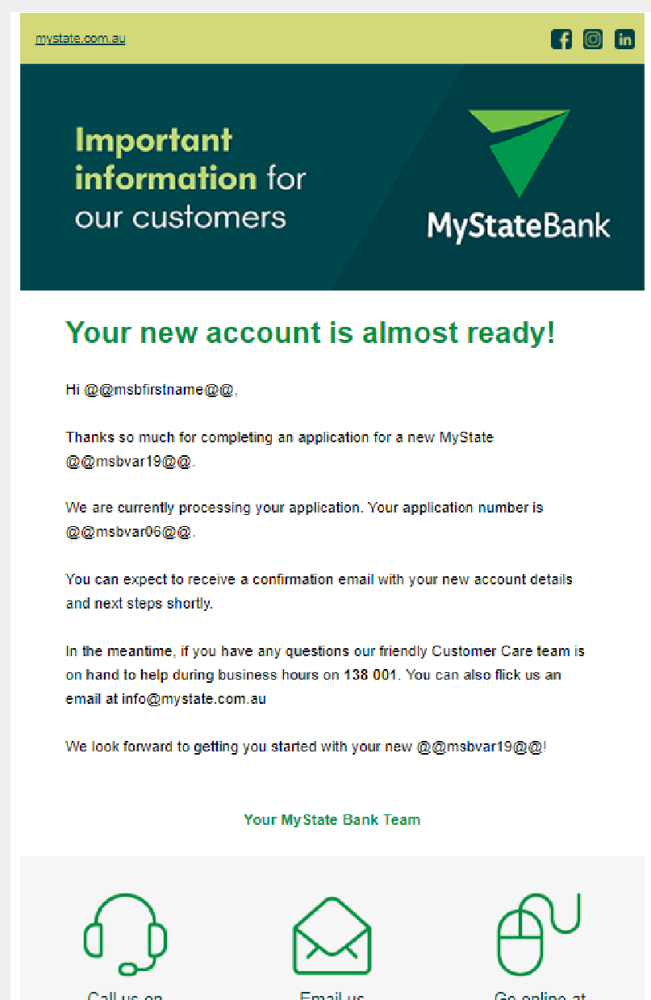 mystate.com.au
Important
information for
our customers
MyStateBank
Your new account is almost ready!
Hi @@msbfirstname@@,
Thanks so much for completing an application for a new MyState
@@msbvar19@@.
We are currently processing your application. Your application number is
@@msbvar06@@.
You can expect to receive a confirmation email with your new account details
and next steps shortly.
In the meantime, if you have any questions our friendly Customer Care team is
on hand to help during business hours on 138 001. You can also flick us an
email at info@mystate.com.au
We look forward to getting you started with your new @@msbvar19@@!
Your MyState Bank Team
Call us on
Email us
Go online at